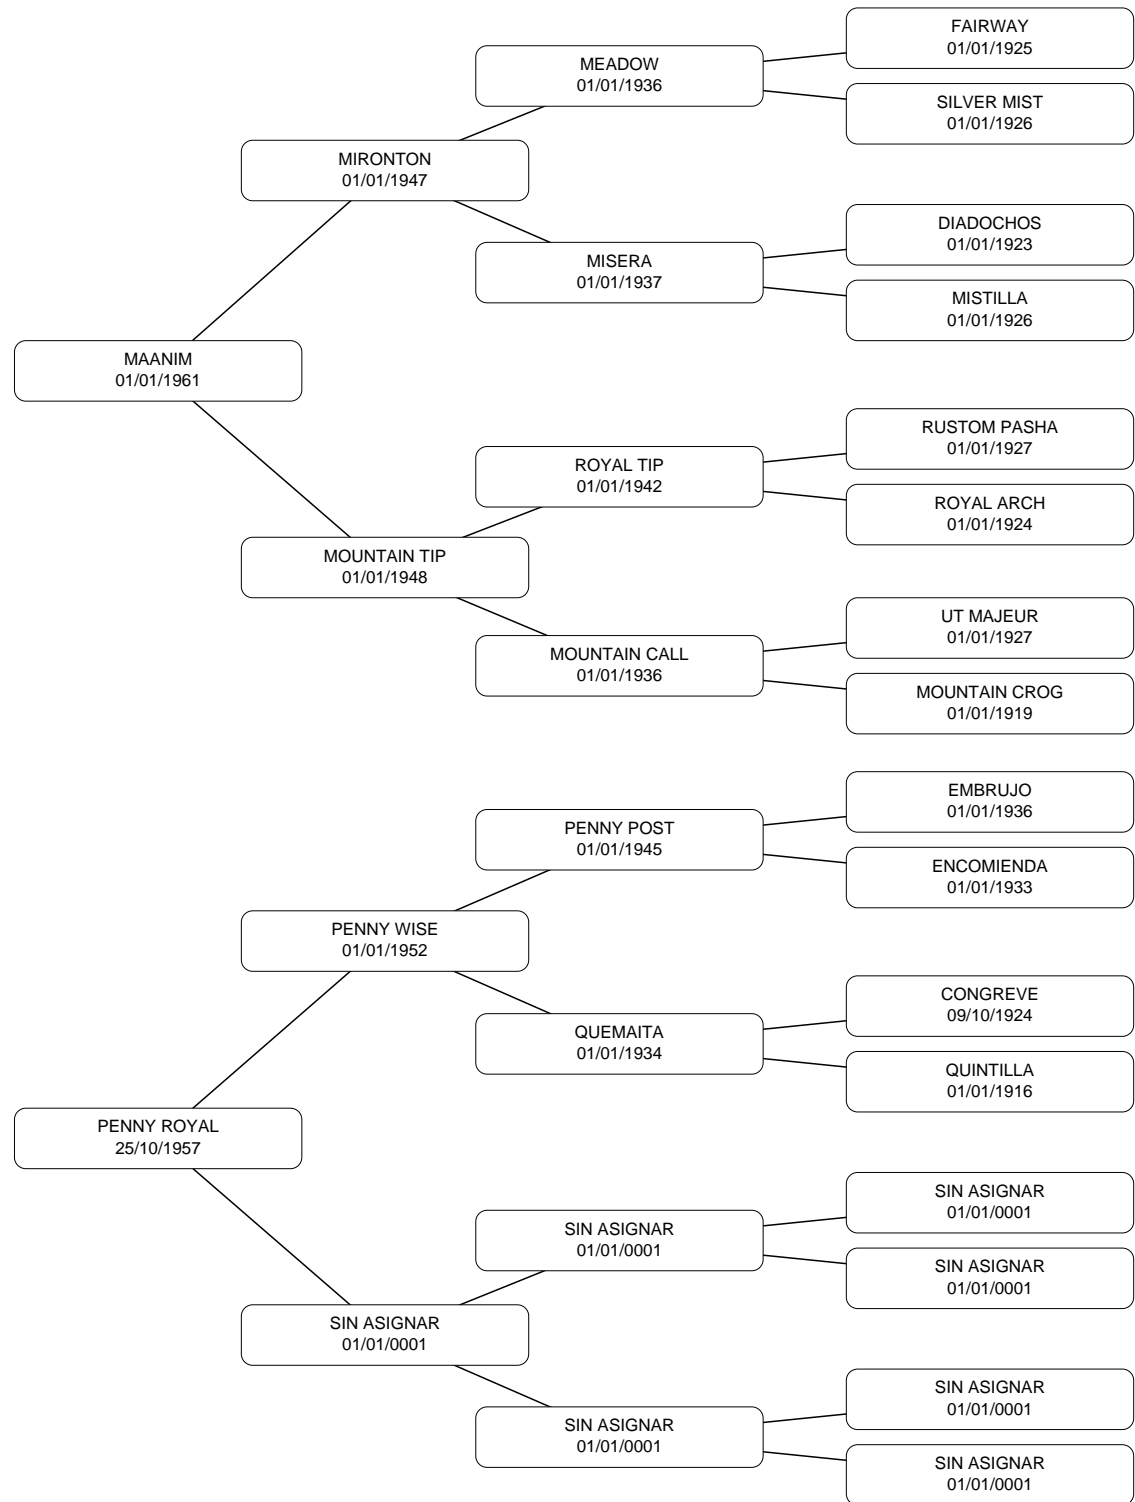 FAIRWAY
01/01/1925
MEADOW
01/01/1936
SILVER MIST
01/01/1926
MIRONTON
01/01/1947
DIADOCHOS
01/01/1923
MISERA
01/01/1937
MISTILLA
01/01/1926
MAANIM
01/01/1961
RUSTOM PASHA
01/01/1927
ROYAL TIP
01/01/1942
ROYAL ARCH
01/01/1924
MOUNTAIN TIP
01/01/1948
UT MAJEUR
01/01/1927
MOUNTAIN CALL
01/01/1936
MOUNTAIN CROG
01/01/1919
EMBRUJO
01/01/1936
PENNY POST
01/01/1945
ENCOMIENDA
01/01/1933
PENNY WISE
01/01/1952
CONGREVE
09/10/1924
QUEMAITA
01/01/1934
QUINTILLA
01/01/1916
PENNY ROYAL
25/10/1957
SIN ASIGNAR
01/01/0001
SIN ASIGNAR
01/01/0001
SIN ASIGNAR
01/01/0001
SIN ASIGNAR
01/01/0001
SIN ASIGNAR
01/01/0001
SIN ASIGNAR
01/01/0001
SIN ASIGNAR
01/01/0001